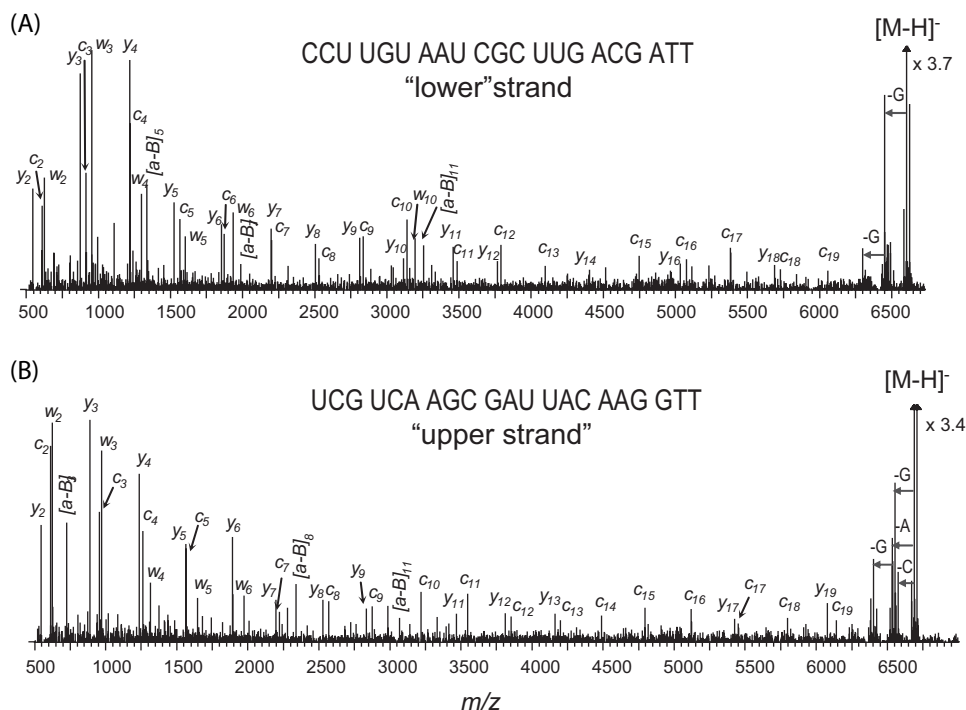 (A)
[M-H]-
CCU UGU AAU CGC UUG ACG ATT
"lower"strand
x 3.7
-G
-G
y2
c2
w2
y3
c3
w3
y4
c4
w4
[a-B]5
y5
c5
w5
y6
c6
w6
y7
c7
y8
c8
y9
c9
y10
c10
w10
[a-B]11
y11
c11
y12
c12
c13
y14
c15
y16
c16
c17
y18
c18
c19
500 1000 1500 2000 2500 3000 3500 4000 4500 5000 5500 6000 6500
(B)
[M-H]-
UCG UCA AGC GAU UAC AAG GTT
"upper strand"
x 3.4
-G
-A
-G
-C
y2
c2
w2
y3
w3
c3
y4
c4
w4
y5
c5
w5
y6
w6
y7
c7
[a-B]8
y8
c8
y9
c9
[a-B]11
c10
y11
c11
y12
c12
y13
c13
c14
c15
c16
y17
c17
c18
y19
c19
500 1000 1500 2000 2500 3000 3500 4000 4500 5000 5500 6000 6500
m/z